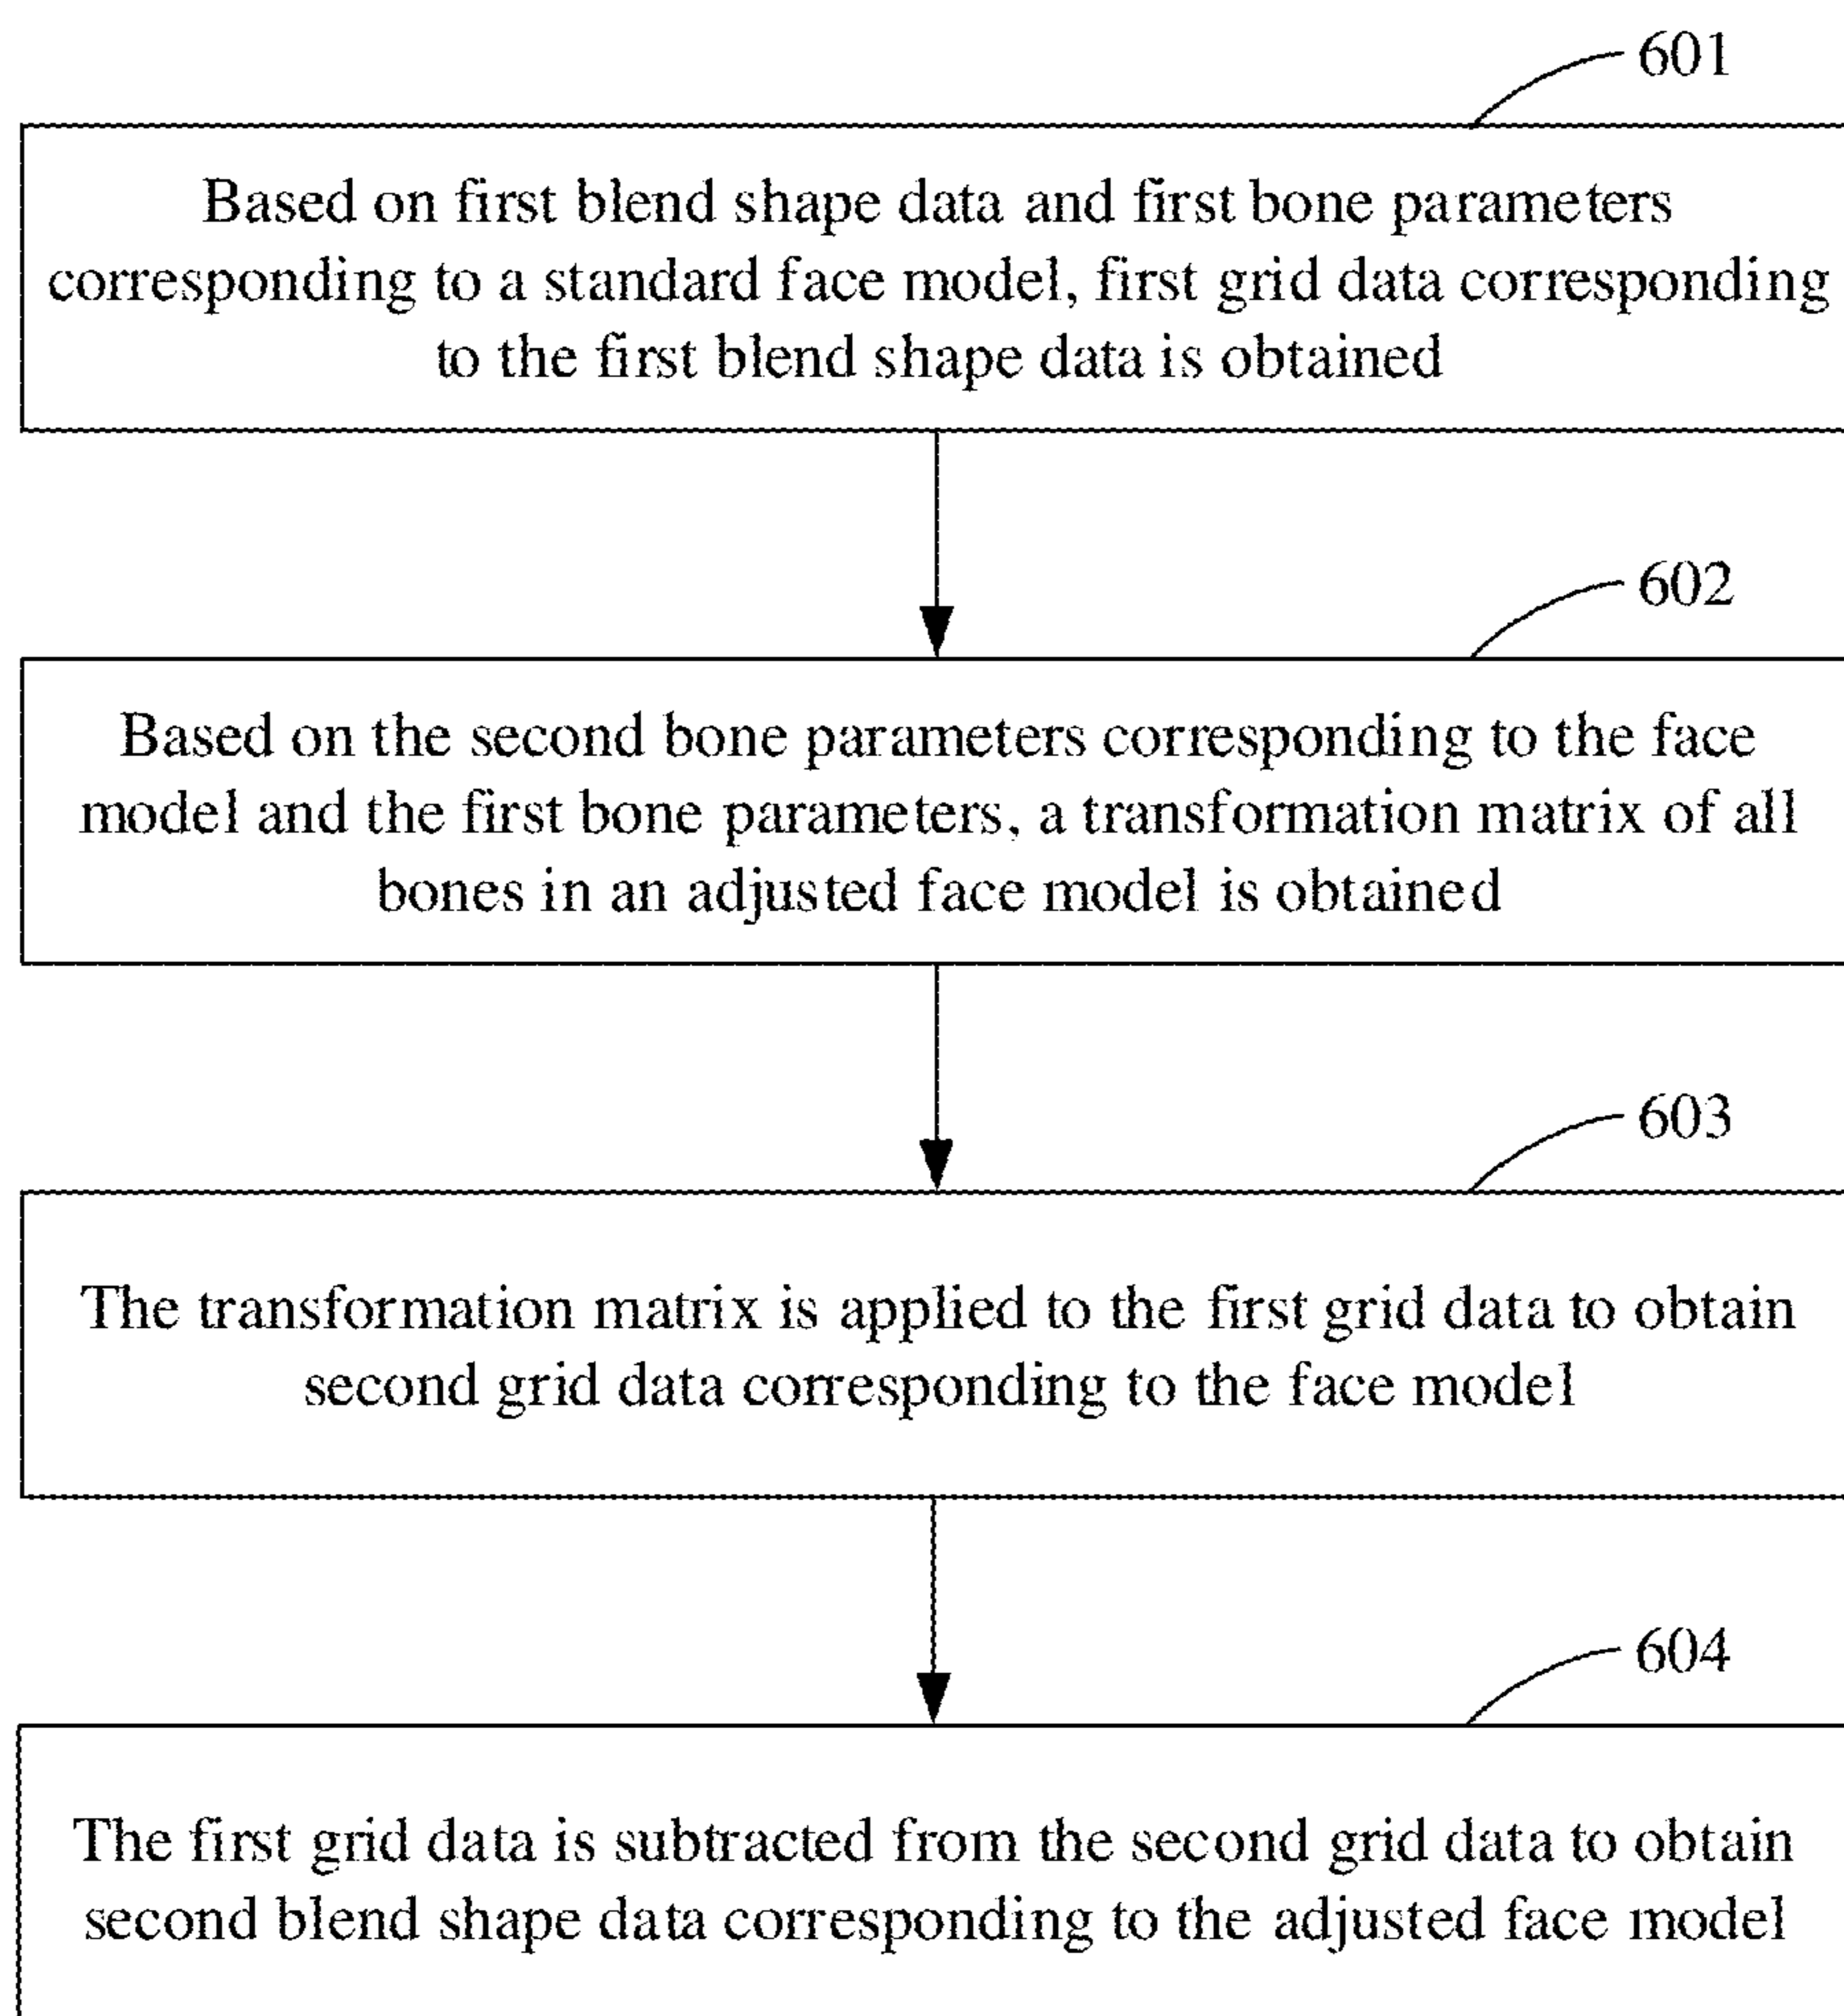 601
Based on first blend shape data and first bone parameters
corresponding to a standard face model, first grid data corresponding
to the first blend shape data is obtained
602
Based on the second bone parameters corresponding to the face
model and the first bone parameters, a transformation matrix of all
bones in an adjusted face model is obtained
603
The transformation matrix is applied to the first grid data to obtain
second grid data corresponding to the face model
604
The first grid data is subtracted from the second grid data to obtain
second blend shape data corresponding to the adjusted face model